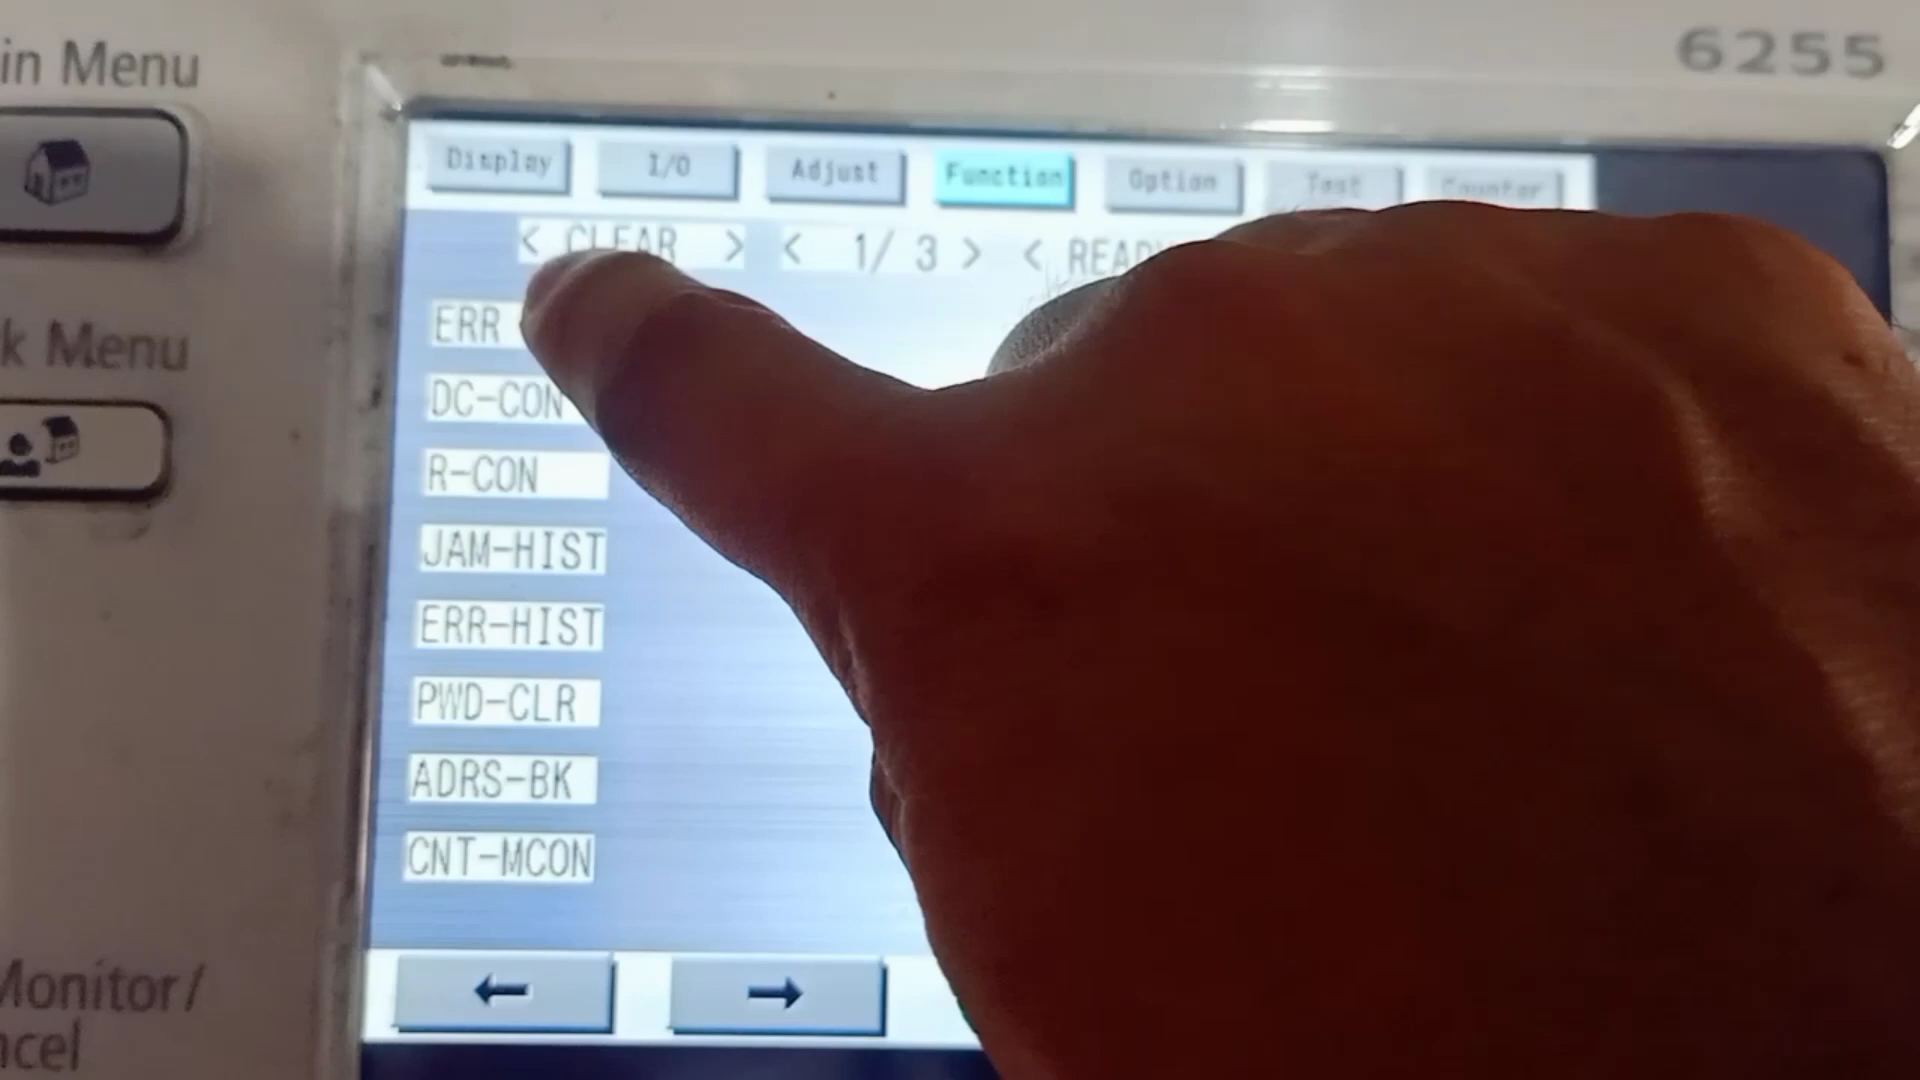 6255
in Menu
k Menu
Monitor/
ncel
Display I/O Adjust Function Option Test Counter
< CLEAR > < 1/ 3 > < READ
ERR
DC-CON
R-CON
JAM-HIST
ERR-HIST
PWD-CLR
ADRS-BK
CNT-MCON